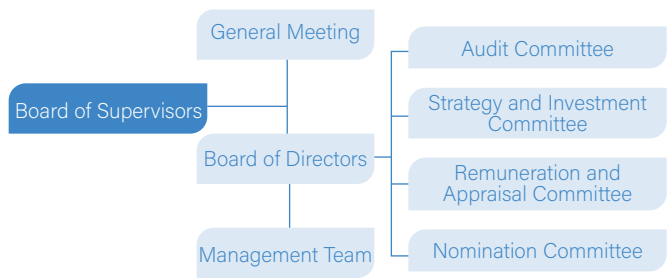 General Meeting
Board of Supervisors
Board of Directors
Management Team
Audit Committee
Strategy and Investment
Committee
Remuneration and
Appraisal Committee
Nomination Committee